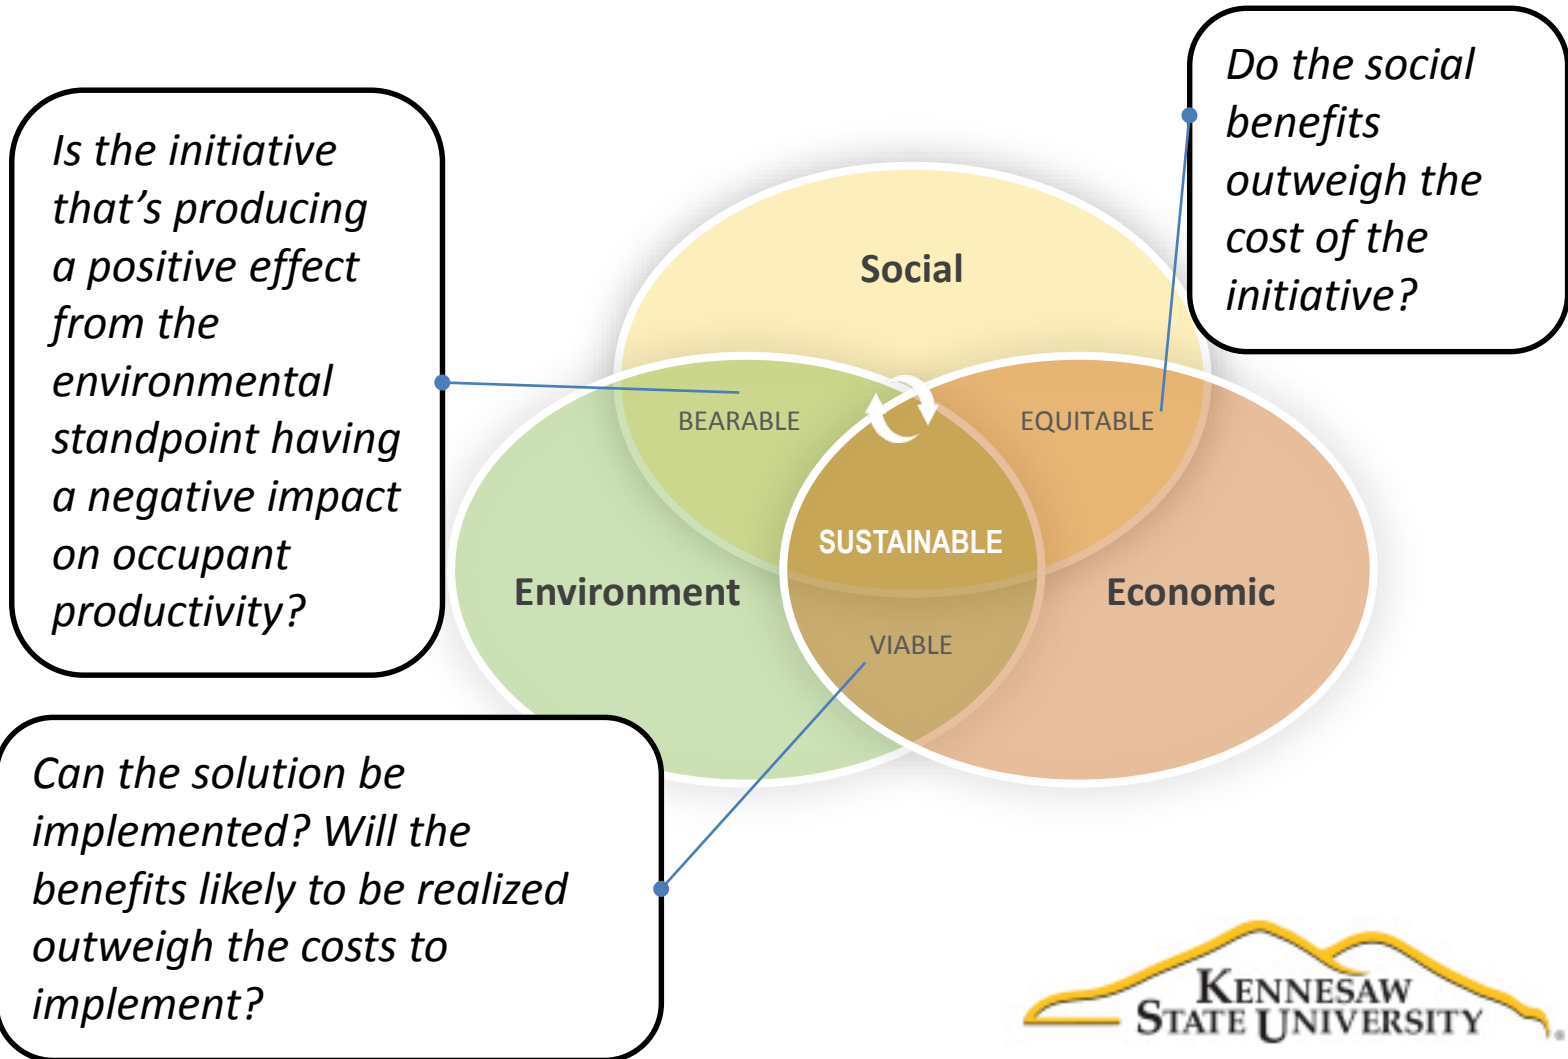 Is the initiative
that’s producing
a positive effect
from the
environmental
standpoint having
a negative impact
on occupant
productivity?
Do the social
benefits
outweigh the
cost of the
initiative?
Social
BEARABLE
EQUITABLE
SUSTAINABLE
Environment
Economic
VIABLE
Can the solution be
implemented? Will the
benefits likely to be realized
outweigh the costs to
implement?
KENNESAW
STATE UNIVERSITY
®